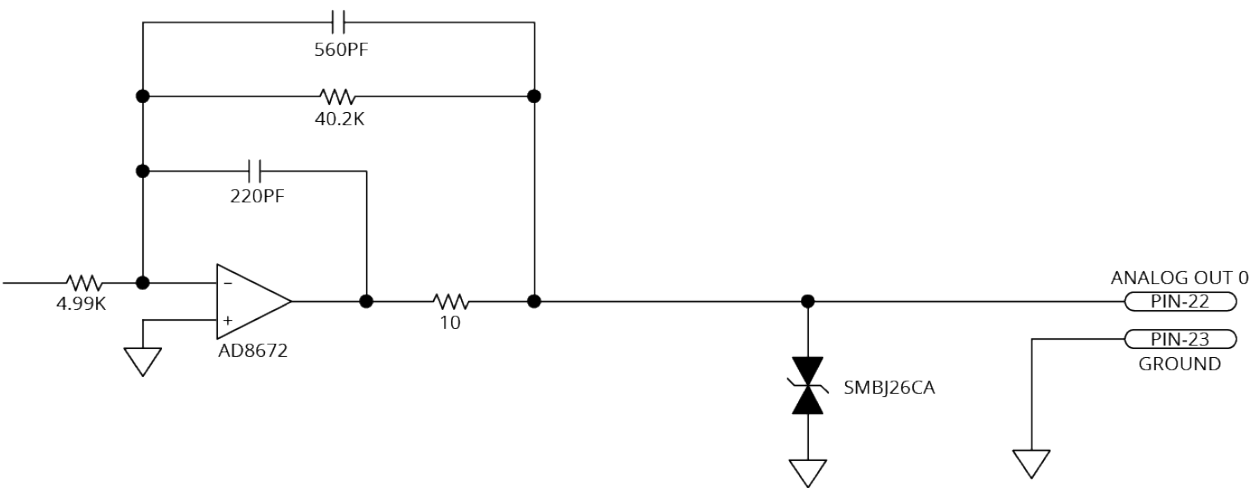 560PF
40.2K
220PF
4.99K
−
+
AD8672
10
ANALOG OUT 0
PIN-22
PIN-23
GROUND
SMBJ26CA